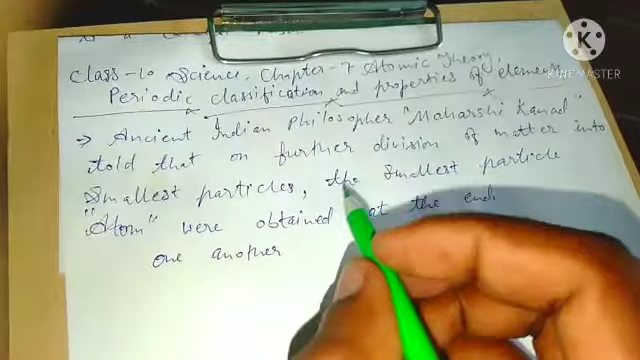 is a
Class-10 Science, Chapter-7 Atomic Theory,
Periodic classification and properties of elements
→ Ancient Indian Philosopher "Maharshi Kanad"
told that on further division of matter into
Smallest particles, the smallest particle
"Atom" were obtained at the end.
one another
K
KINEMASTER